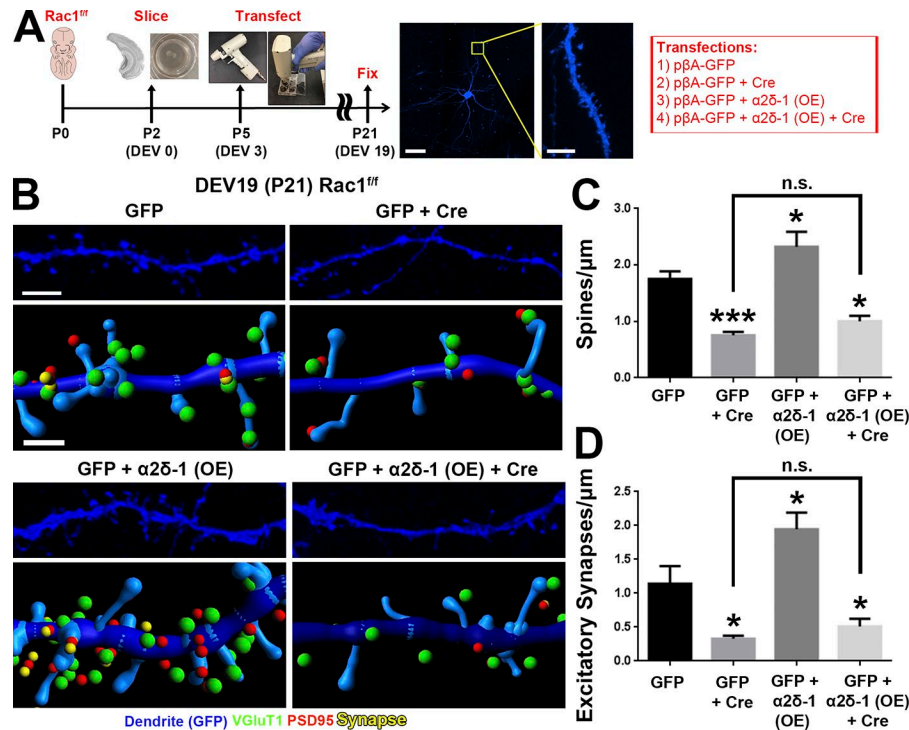 A
Rac1f/f
Slice
Transfect
Fix
P0
P2
(DEV 0)
P5
(DEV 3)
P21
(DEV 19)
Transfections:
1) pβA-GFP
2) pβA-GFP + Cre
3) pβA-GFP + α2δ-1 (OE)
4) pβA-GFP + α2δ-1 (OE) + Cre
B
DEV19 (P21) Rac1f/f
GFP
GFP + Cre
GFP + α2δ-1 (OE)
GFP + α2δ-1 (OE) + Cre
Dendrite (GFP) VGluT1 PSD95 Synapse
C
n.s.
Spines/µm
3.0
2.0
1.0
0.0
***
*
*
GFP
GFP
+ Cre
GFP +
α2δ-1
(OE)
GFP +
α2δ-1 (OE)
+ Cre
D
n.s.
Excitatory Synapses/µm
2.5
2.0
1.5
1.0
0.5
0.0
*
*
*
GFP
GFP
+ Cre
GFP +
α2δ-1
(OE)
GFP +
α2δ-1 (OE)
+ Cre